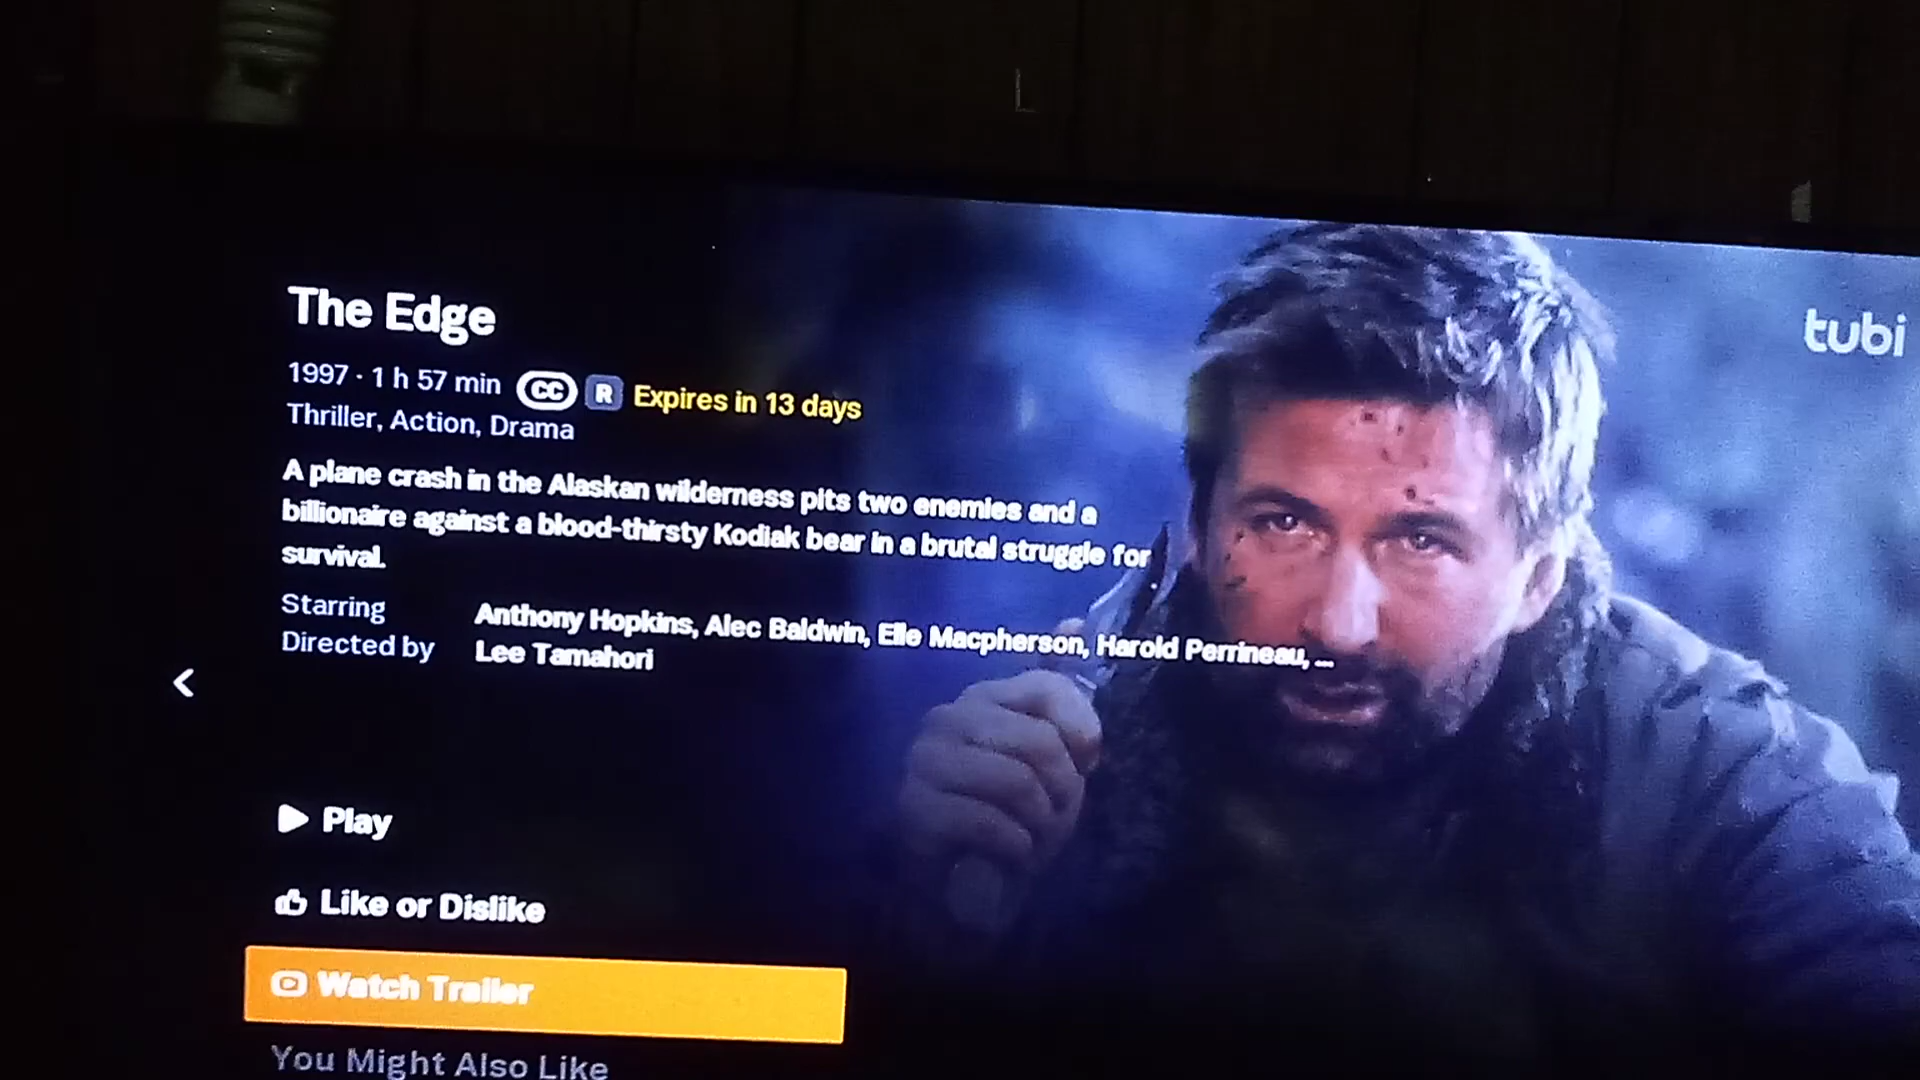 tubi
The Edge
1997 · 1 h 57 min CC R Expires in 13 days
Thriller, Action, Drama
A plane crash in the Alaskan wilderness pits two enemies and a
billionaire against a blood-thirsty Kodiak bear in a brutal struggle for
survival.
Starring Anthony Hopkins, Alec Baldwin, Elle Macpherson, Harold Perrineau, ...
Directed by Lee Tamahori
Play
Like or Dislike
Watch Trailer
You Might Also Like